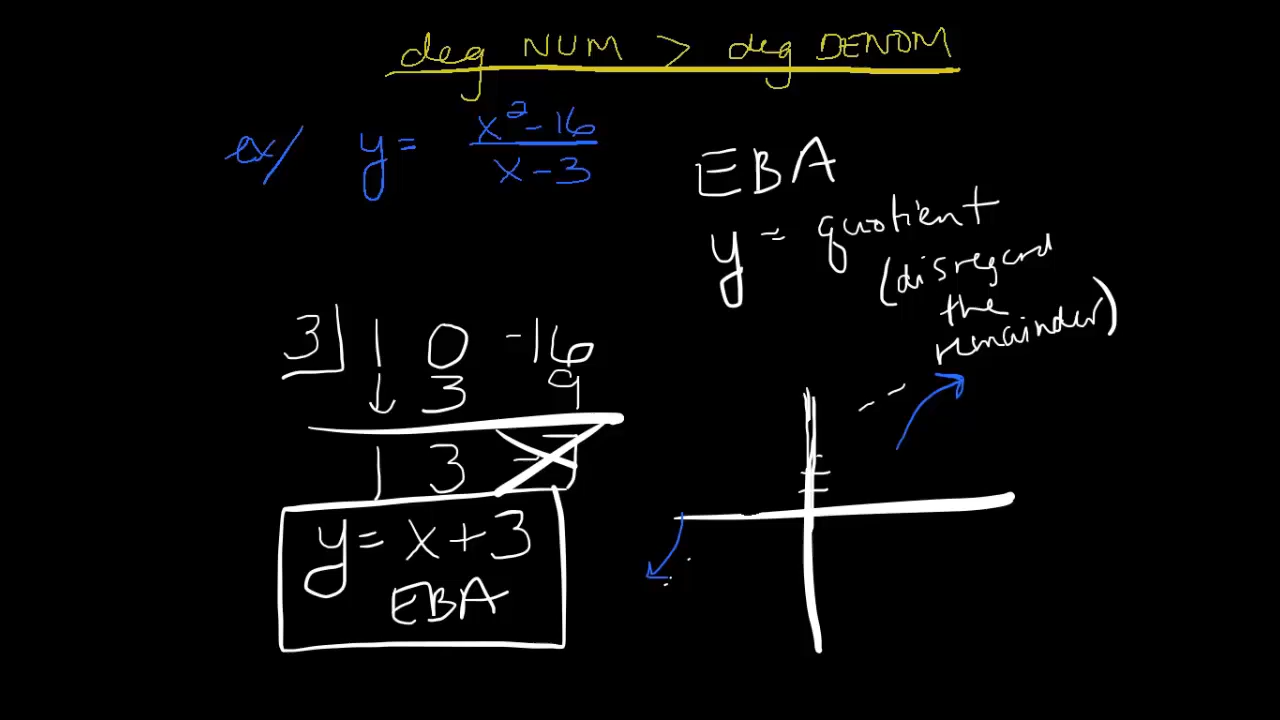 deg NUM > deg DENOM
ex/ y = x²-16 / x-3
EBA
y = quotient
(disregard
the
remainder)
3 1 0 -16
↓ 3 9
1 3 -7
y = x+3
EBA